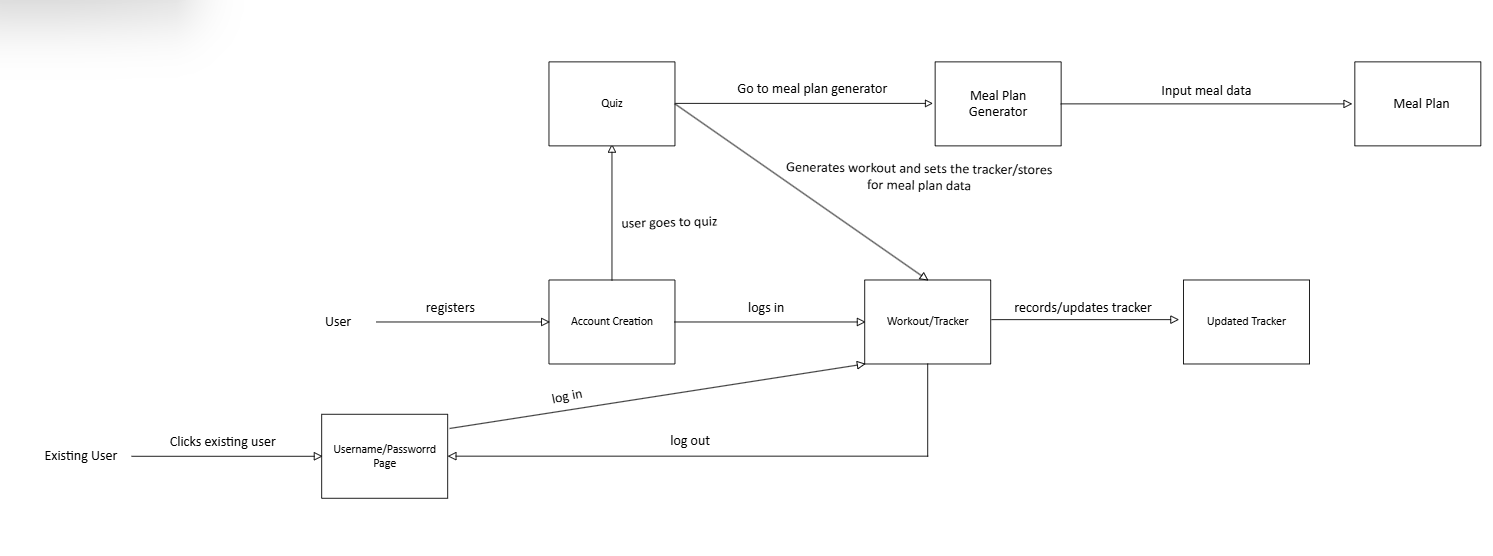 Quiz
Go to meal plan generator
Meal Plan
Generator
Input meal data
Meal Plan
Generates workout and sets the tracker/stores
for meal plan data
user goes to quiz
User
registers
Account Creation
logs in
Workout/Tracker
records/updates tracker
Updated Tracker
log in
Existing User
Clicks existing user
Username/Passworrd
Page
log out